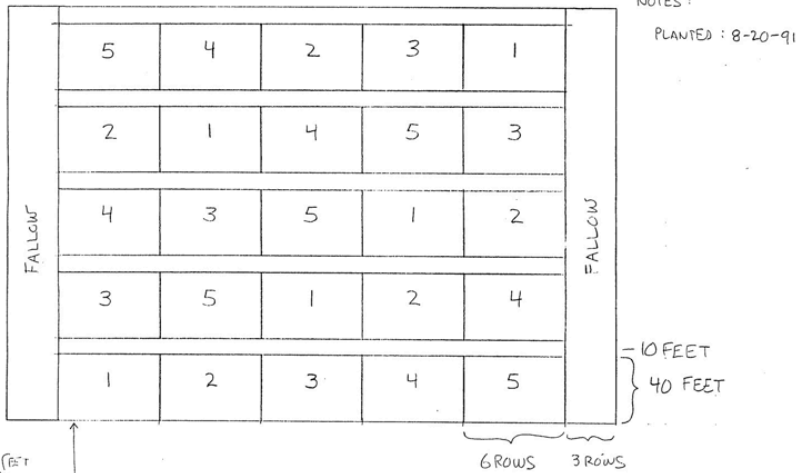 NOTES:
PLANTED: 8-20-91
5 4 2 3 1
2 1 4 5 3
FALLOW
4 3 5 1 2
FALLOW
3 5 1 2 4
- 10 FEET
1 2 3 4 5
40 FEET
6 ROWS 3 ROWS